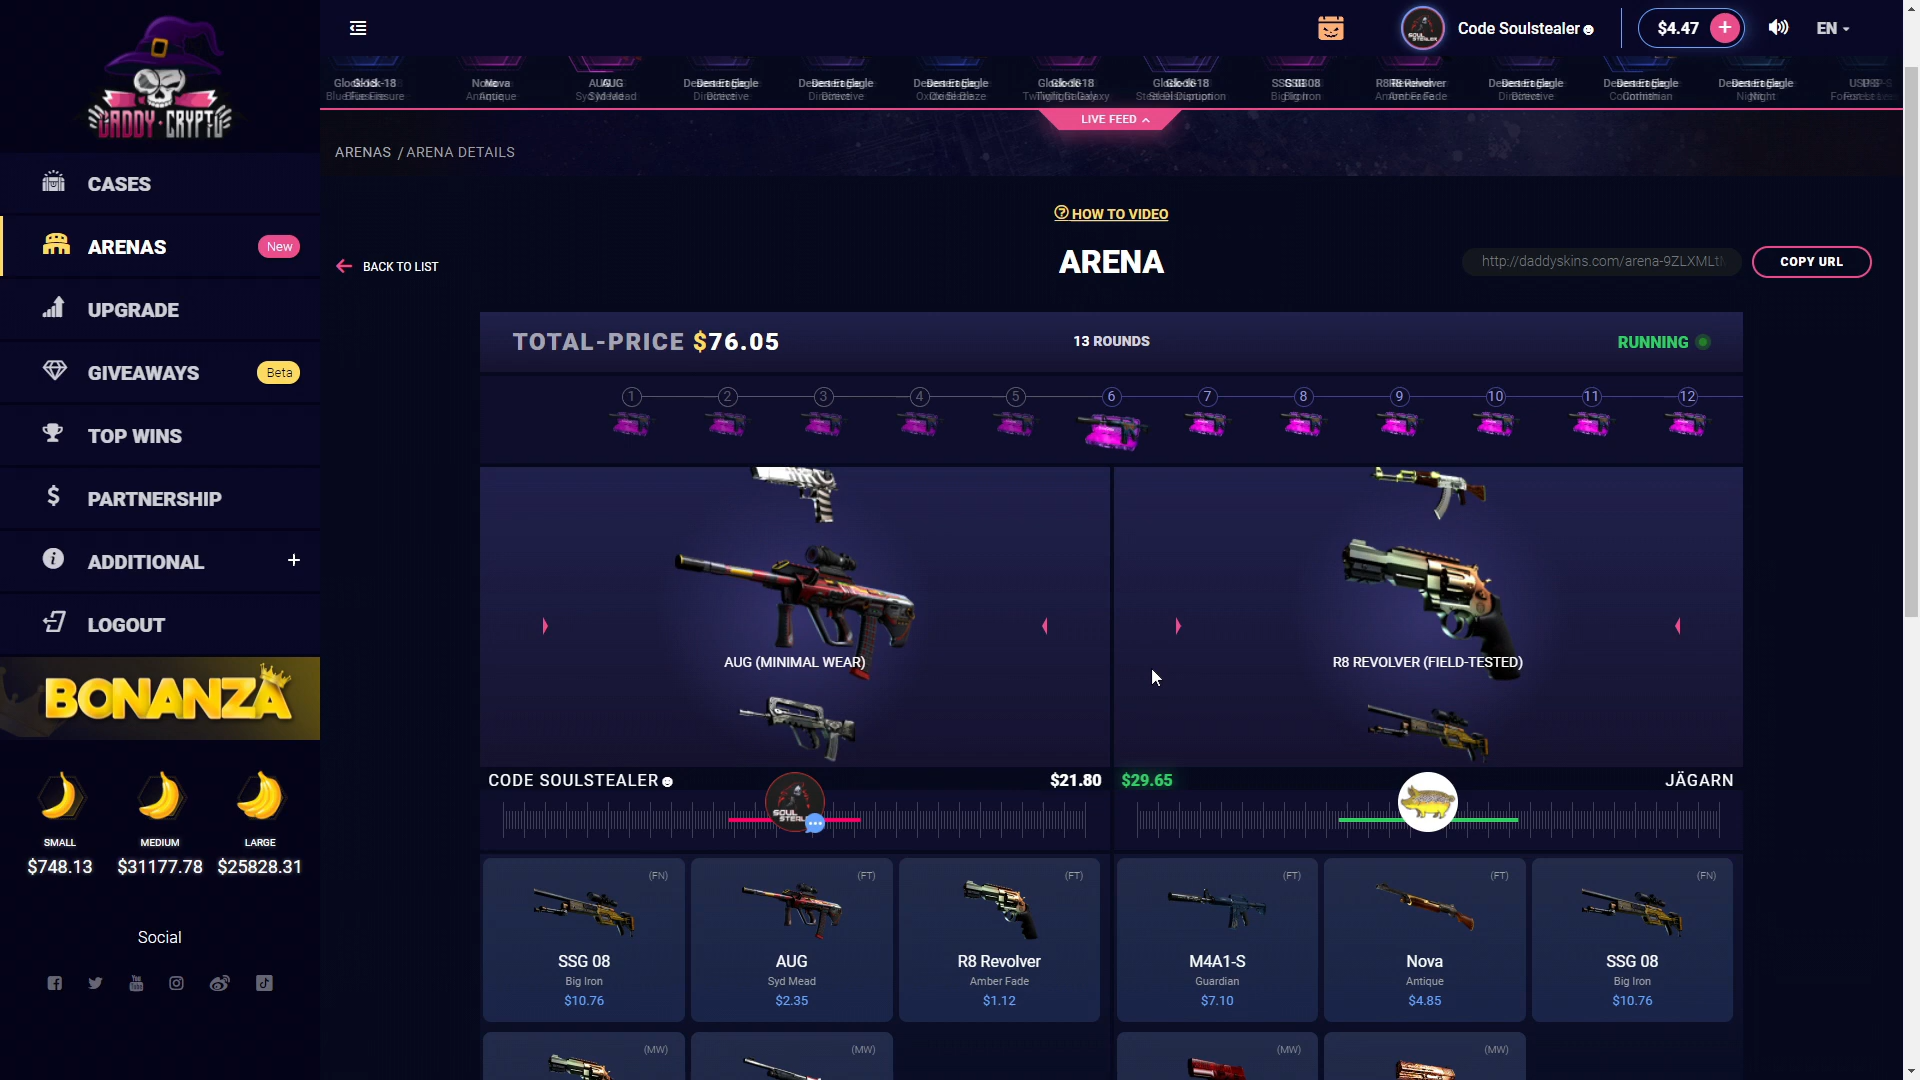 Code Soulstealer
$4.47
EN
LIVE FEED
DADDY·CRYPTO
ARENAS / ARENA DETAILS
HOW TO VIDEO
BACK TO LIST
ARENA
COPY URL
CASES
ARENAS
New
UPGRADE
GIVEAWAYS
Beta
TOP WINS
PARTNERSHIP
ADDITIONAL
+
LOGOUT
BONANZA
SMALL
MEDIUM
LARGE
$748.13
$31177.78
$25828.31
Social
TOTAL-PRICE $76.05
13 ROUNDS
RUNNING
1 2 3 4 5 6 7 8 9 10 11 12
AUG (MINIMAL WEAR)
R8 REVOLVER (FIELD-TESTED)
CODE SOULSTEALER
$21.80
$29.65
JÄGARN
(FN)
SSG 08
Big Iron
$10.76
(FT)
AUG
Syd Mead
$2.35
(FT)
R8 Revolver
Amber Fade
$1.12
(FT)
M4A1-S
Guardian
$7.10
(FT)
Nova
Antique
$4.85
(FN)
SSG 08
Big Iron
$10.76
(MW)
(MW)
(MW)
(MW)